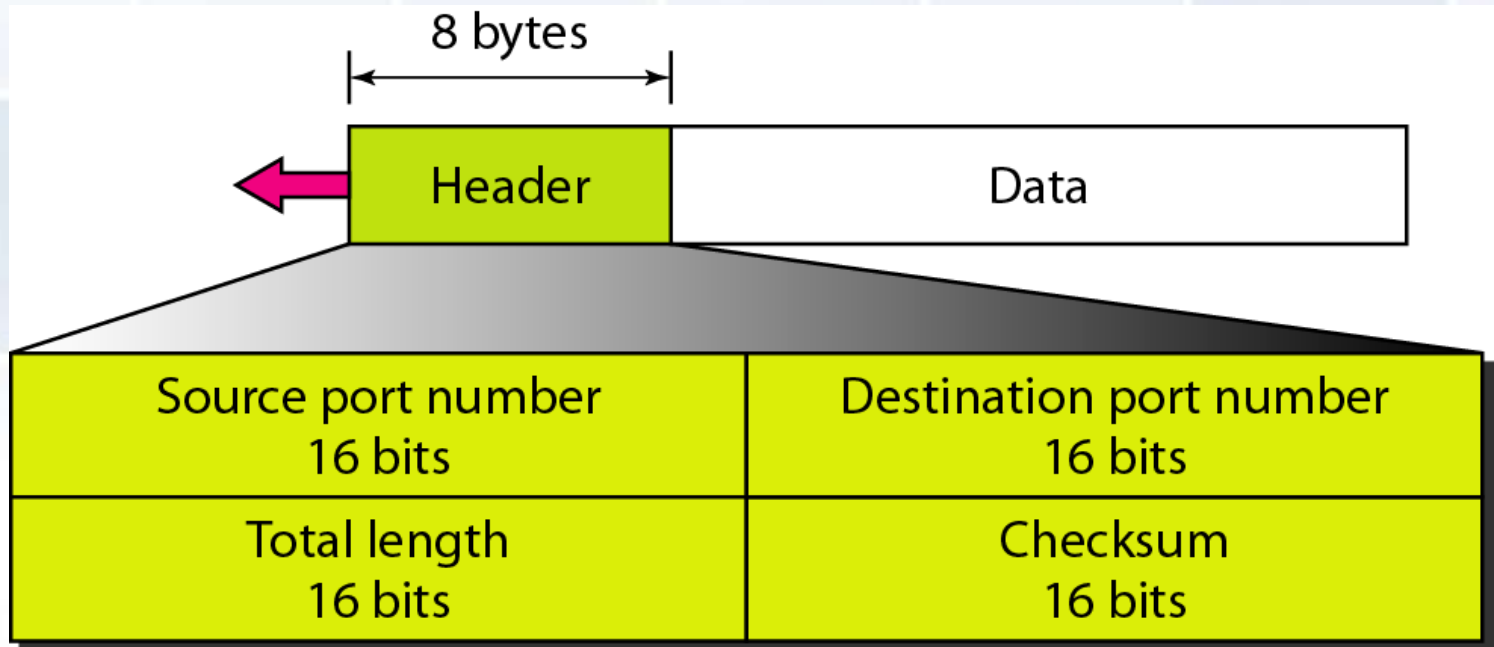 8 bytes
Header
Data
Source port number
16 bits
Destination port number
16 bits
Total length
16 bits
Checksum
16 bits